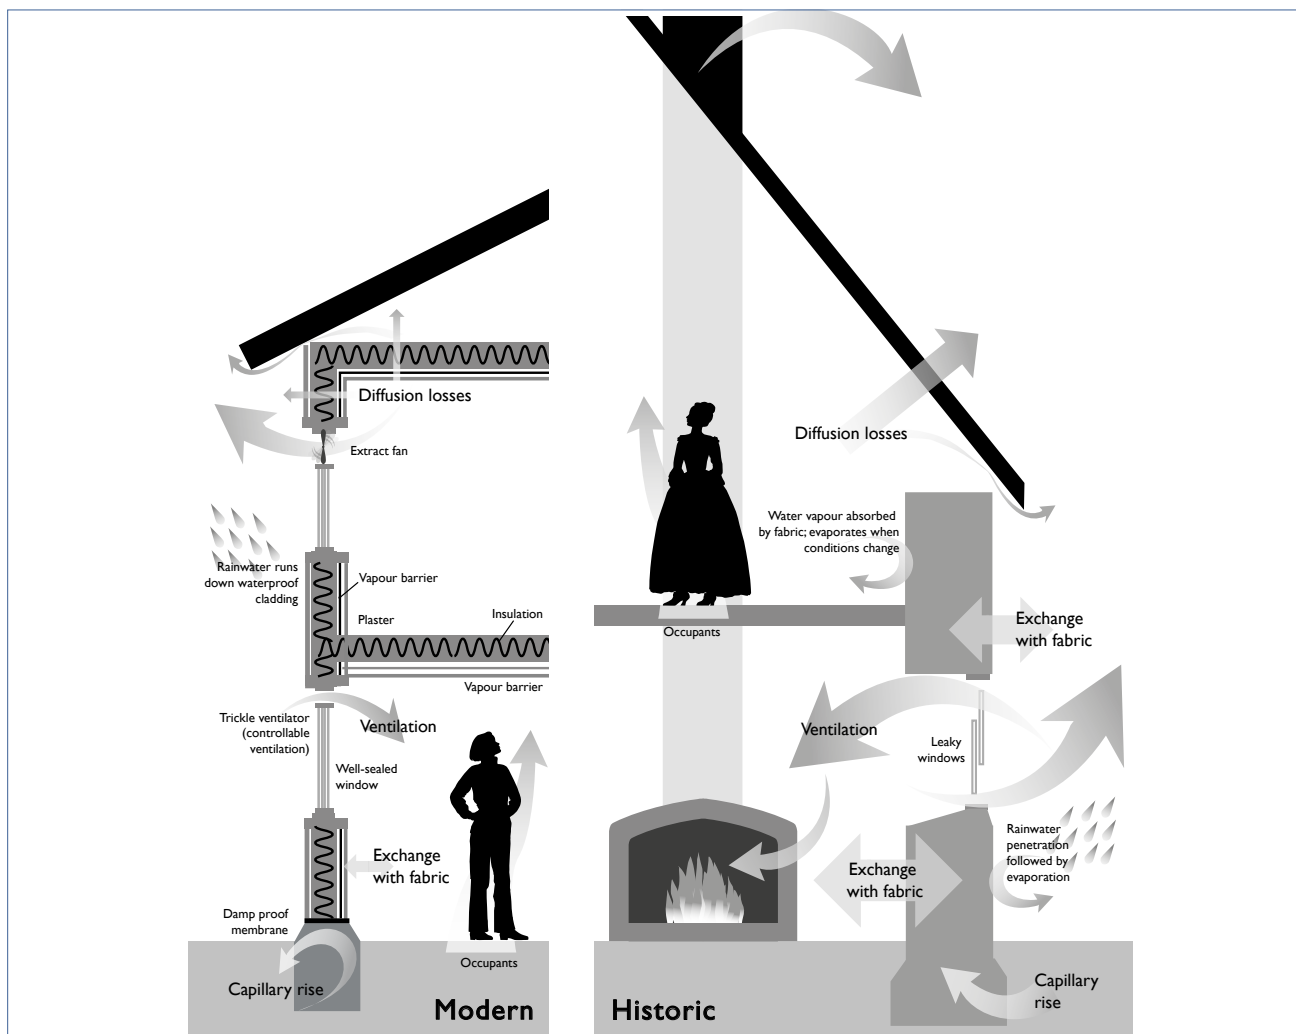 Diffusion losses
Extract fan
Rainwater runs
down waterproof
cladding
Vapour barrier
Plaster
Insulation
Vapour barrier
Trickle ventilator
(controllable
ventilation)
Ventilation
Well-sealed
window
Exchange
with fabric
Damp proof
membrane
Capillary rise
Occupants
Modern
Diffusion losses
Water vapour absorbed
by fabric; evaporates when
conditions change
Occupants
Exchange
with fabric
Ventilation
Leaky
windows
Rainwater
penetration
followed by
evaporation
Exchange
with fabric
Capillary
rise
Historic